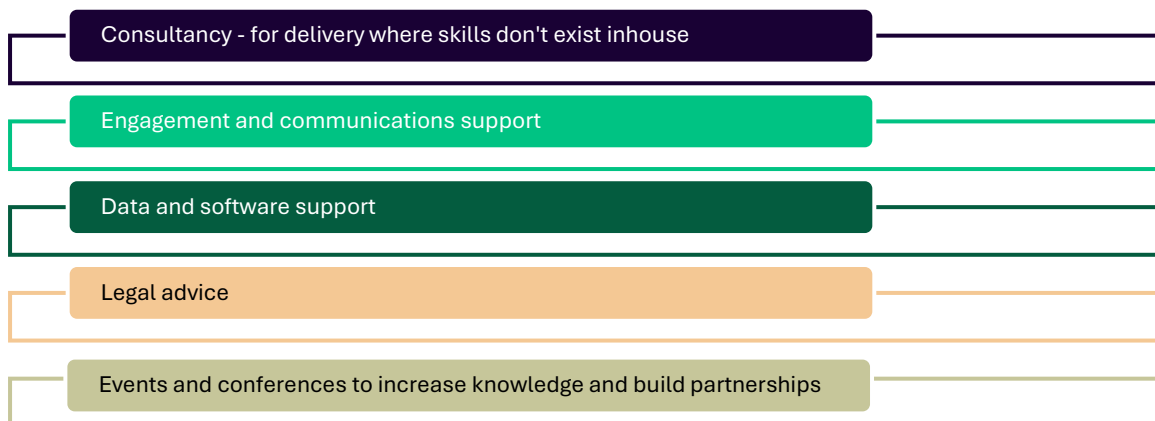 Consultancy - for delivery where skills don't exist inhouse
Engagement and communications support
Data and software support
Legal advice
Events and conferences to increase knowledge and build partnerships